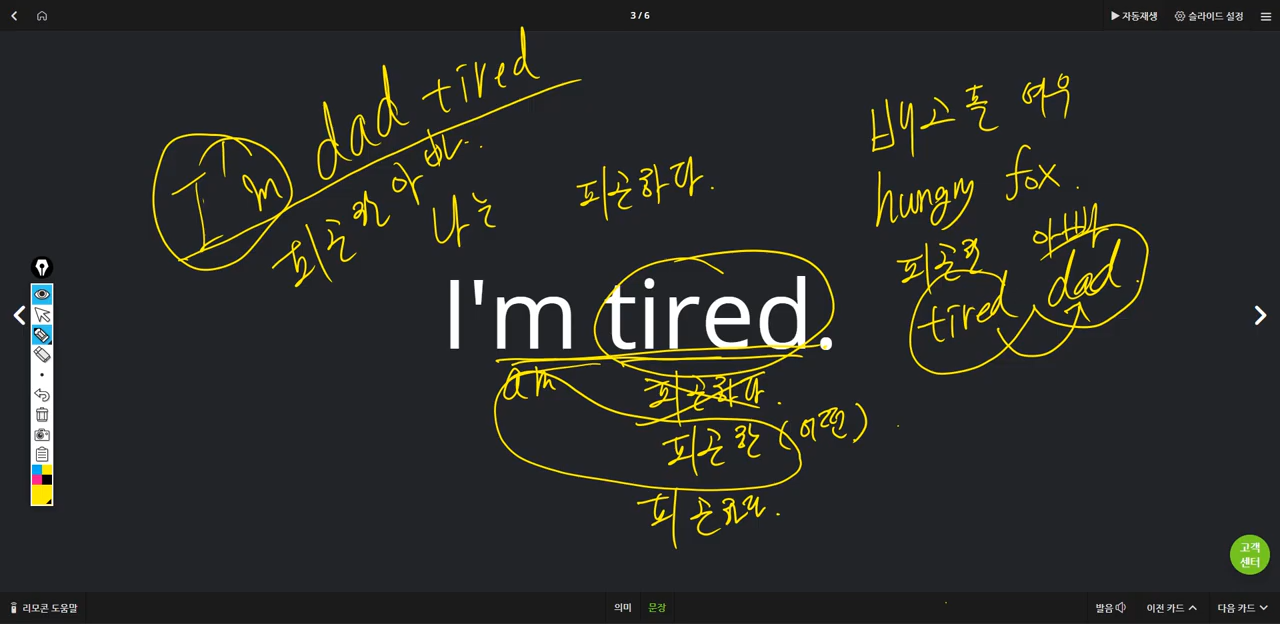 3 / 6
자동재생
슬라이드 설정
I'm dad tired
피곤한 아빠..
나는 피곤하다.
배고픈 여우
hungry fox.
피곤한 아빠
tired dad.
I'm tired.
am
피곤하다.
피곤한 (어떤)
피곤하다.
고객
센터
리모콘 도움말
의미
문장
발음
이전 카드
다음 카드